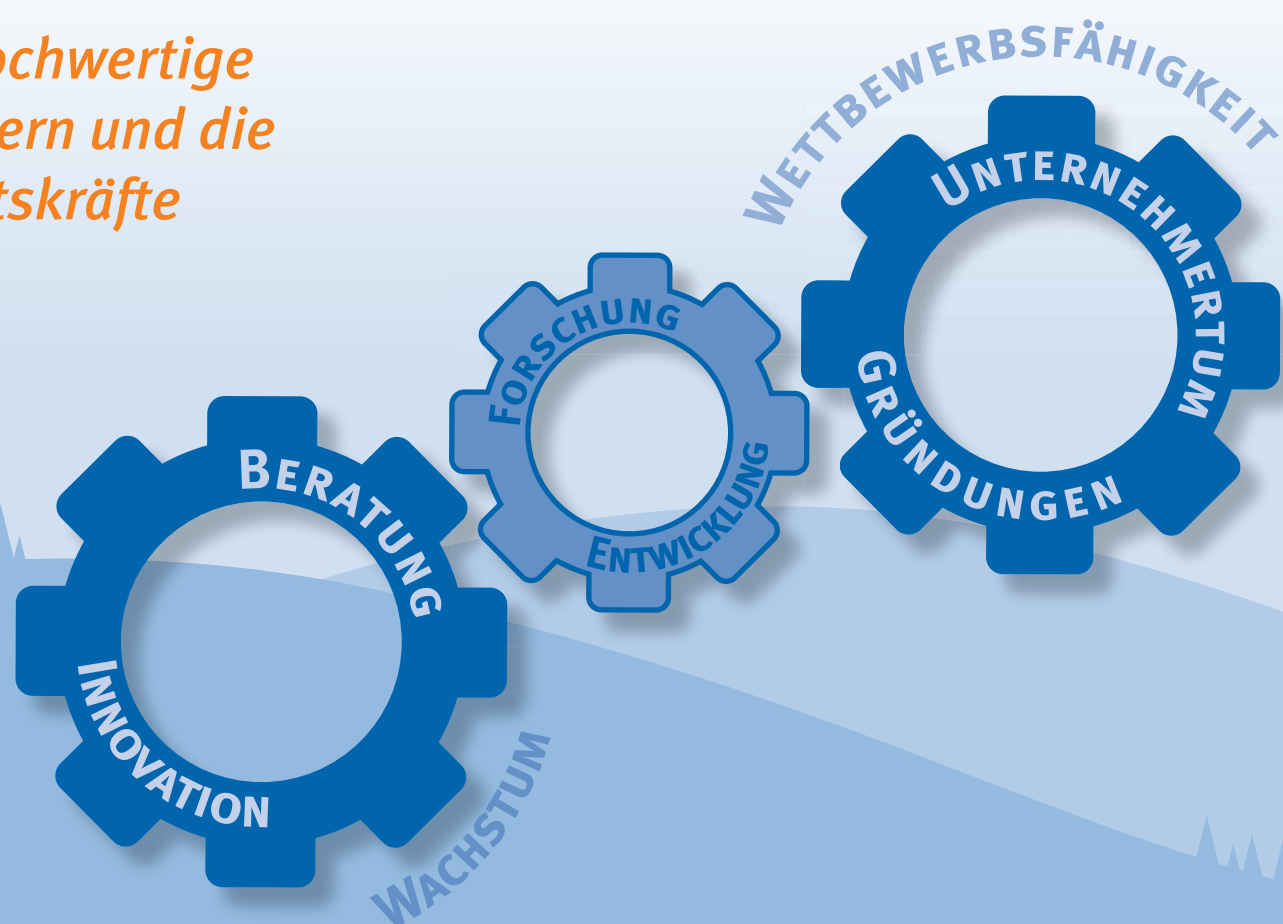 ochwertige
ern und die
tskräfte
WETTBEWERBSFÄHIGKEIT
UNTERNEHMERTUM
GRÜNDUNGEN
FORSCHUNG
ENTWICKLUNG
BERATUNG
INNOVATION
WACHSTUM